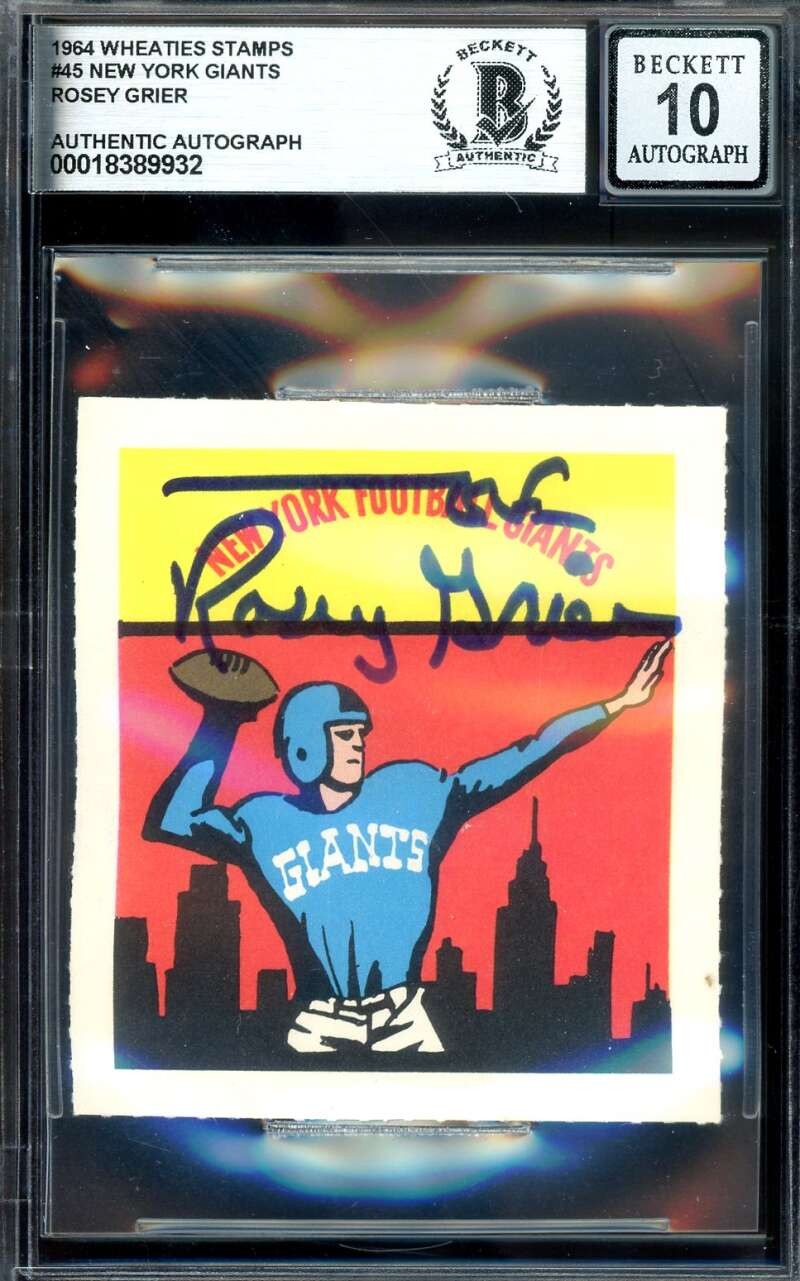 1964 WHEATIES STAMPS
#45 NEW YORK GIANTS
ROSEY GRIER
AUTHENTIC AUTOGRAPH
00018389932
BECKETT
B
AUTHENTIC
BECKETT
10
AUTOGRAPH
NEW YORK FOOTBALL GIANTS
Rosey Grier
GIANTS